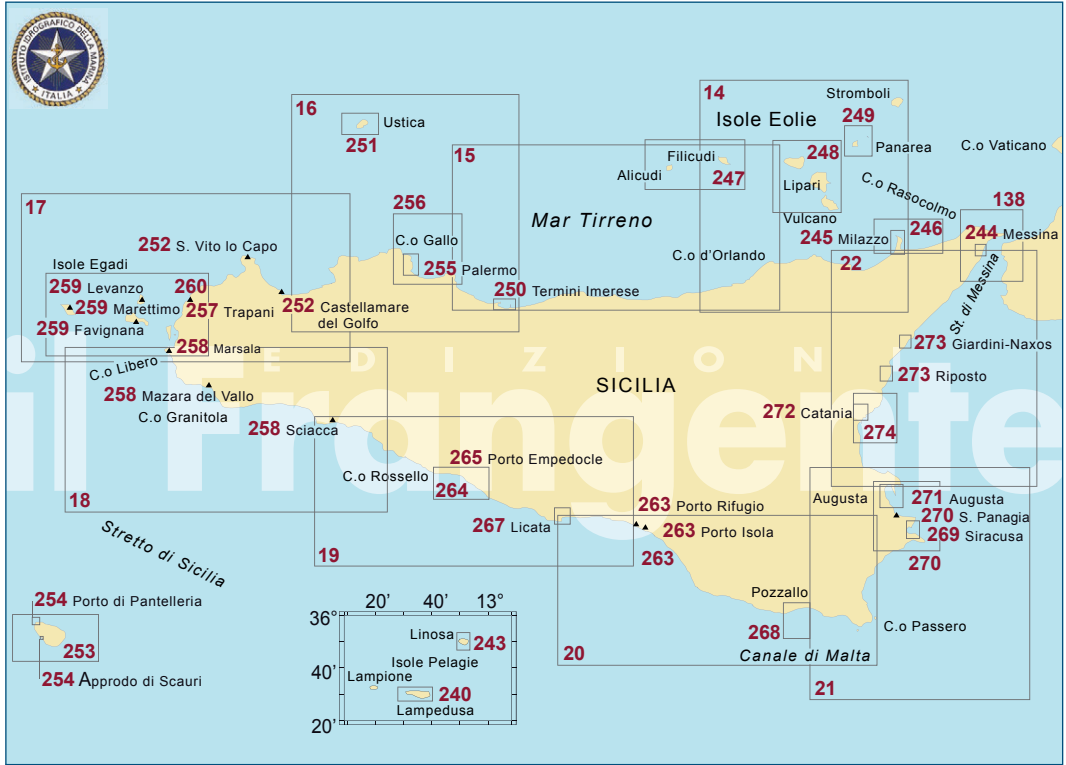 ISTITUTO IDROGRAFICO DELLA MARINA
ITALIA
16
14
Stromboli
Ustica
251
Isole Eolie
249
Panarea
C.o Vaticano
15
Filicudi
Alicudi
247
248
Lipari
Vulcano
C.o Rasocolmo
138
17
256
C.o Gallo
255 Palermo
Mar Tirreno
C.o d'Orlando
245 Milazzo
246
244 Messina
22
St. di Messina
252 S. Vito lo Capo
Isole Egadi
259 Levanzo
260
259 Marettimo
257 Trapani
259 Favignana
252 Castellamare
del Golfo
250 Termini Imerese
258 Marsala
C.o Libero
EDIZIONI
il Frangente
SICILIA
273 Giardini-Naxos
273 Riposto
258 Mazara del Vallo
C.o Granitola
258 Sciacca
272 Catania
274
C.o Rossello
265 Porto Empedocle
264
18
263 Porto Rifugio
267 Licata
263 Porto Isola
263
19
Augusta
271 Augusta
270 S. Panagia
269 Siracusa
270
Stretto di Sicilia
254 Porto di Pantelleria
253
254 Approdo di Scauri
20' 40' 13°
36°
Linosa
243
Isole Pelagie
40'
Lampione
240
Lampedusa
20'
Pozzallo
268
C.o Passero
Canale di Malta
20
21